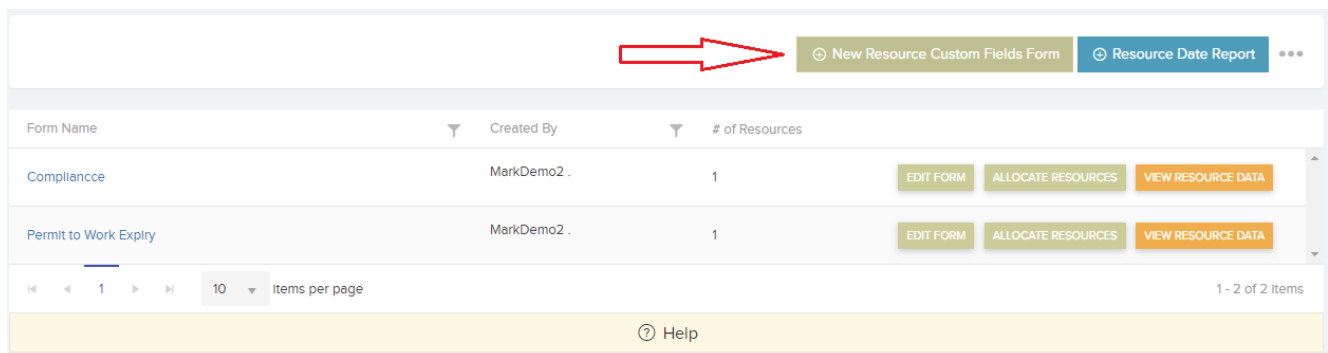 New Resource Custom Fields Form Resource Date Report
Form Name Created By # of Resources
Compliancce MarkDemo2 . 1 EDIT FORM ALLOCATE RESOURCES VIEW RESOURCE DATA
Permit to Work Expiry MarkDemo2 . 1 EDIT FORM ALLOCATE RESOURCES VIEW RESOURCE DATA
1 10 Items per page 1 - 2 of 2 Items
? Help